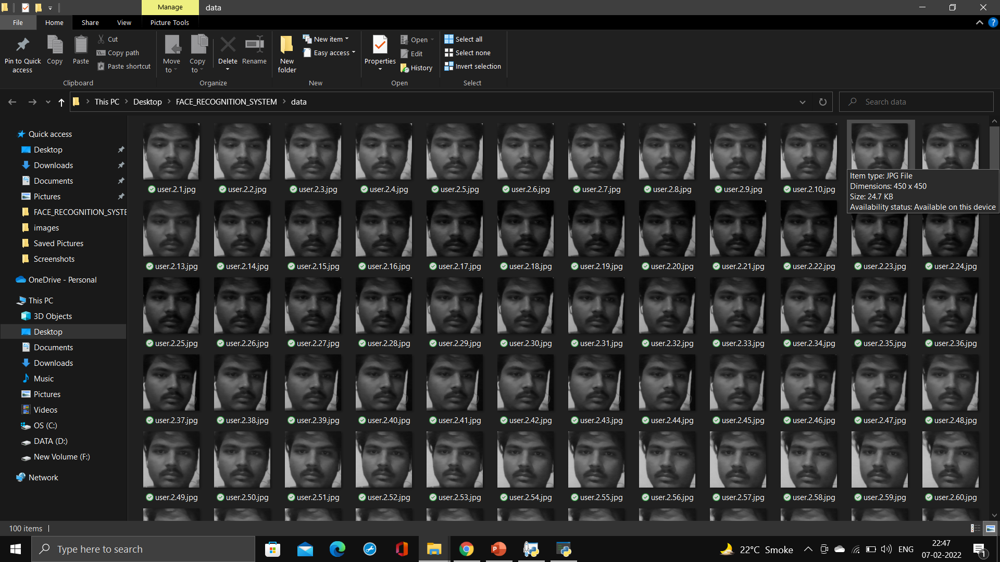 Manage
data
File
Home
Share
View
Picture Tools
Pin to Quick
access
Copy
Paste
Cut
Copy path
Paste shortcut
Clipboard
Move
to
Copy
to
Delete
Rename
Organize
New
folder
New item
Easy access
New
Properties
Open
Edit
History
Open
Select all
Select none
Invert selection
Select
This PC
Desktop
FACE_RECOGNITION_SYSTEM
data
Search data
Quick access
Desktop
Downloads
Documents
Pictures
FACE_RECOGNITION_SYSTE
images
Saved Pictures
Screenshots
OneDrive - Personal
This PC
3D Objects
Desktop
Documents
Downloads
Music
Pictures
Videos
OS (C:)
DATA (D:)
New Volume (F:)
Network
user.2.1.jpg user.2.2.jpg user.2.3.jpg user.2.4.jpg user.2.5.jpg user.2.6.jpg user.2.7.jpg user.2.8.jpg user.2.9.jpg user.2.10.jpg
Item type: JPG File
Dimensions: 450 x 450
Size: 24.7 KB
Availability status: Available on this device
user.2.13.jpg user.2.14.jpg user.2.15.jpg user.2.16.jpg user.2.17.jpg user.2.18.jpg user.2.19.jpg user.2.20.jpg user.2.21.jpg user.2.22.jpg user.2.23.jpg user.2.24.jpg
user.2.25.jpg user.2.26.jpg user.2.27.jpg user.2.28.jpg user.2.29.jpg user.2.30.jpg user.2.31.jpg user.2.32.jpg user.2.33.jpg user.2.34.jpg user.2.35.jpg user.2.36.jpg
user.2.37.jpg user.2.38.jpg user.2.39.jpg user.2.40.jpg user.2.41.jpg user.2.42.jpg user.2.43.jpg user.2.44.jpg user.2.45.jpg user.2.46.jpg user.2.47.jpg user.2.48.jpg
user.2.49.jpg user.2.50.jpg user.2.51.jpg user.2.52.jpg user.2.53.jpg user.2.54.jpg user.2.55.jpg user.2.56.jpg user.2.57.jpg user.2.58.jpg user.2.59.jpg user.2.60.jpg
100 items
Type here to search
22°C Smoke
ENG
22:47
07-02-2022
1